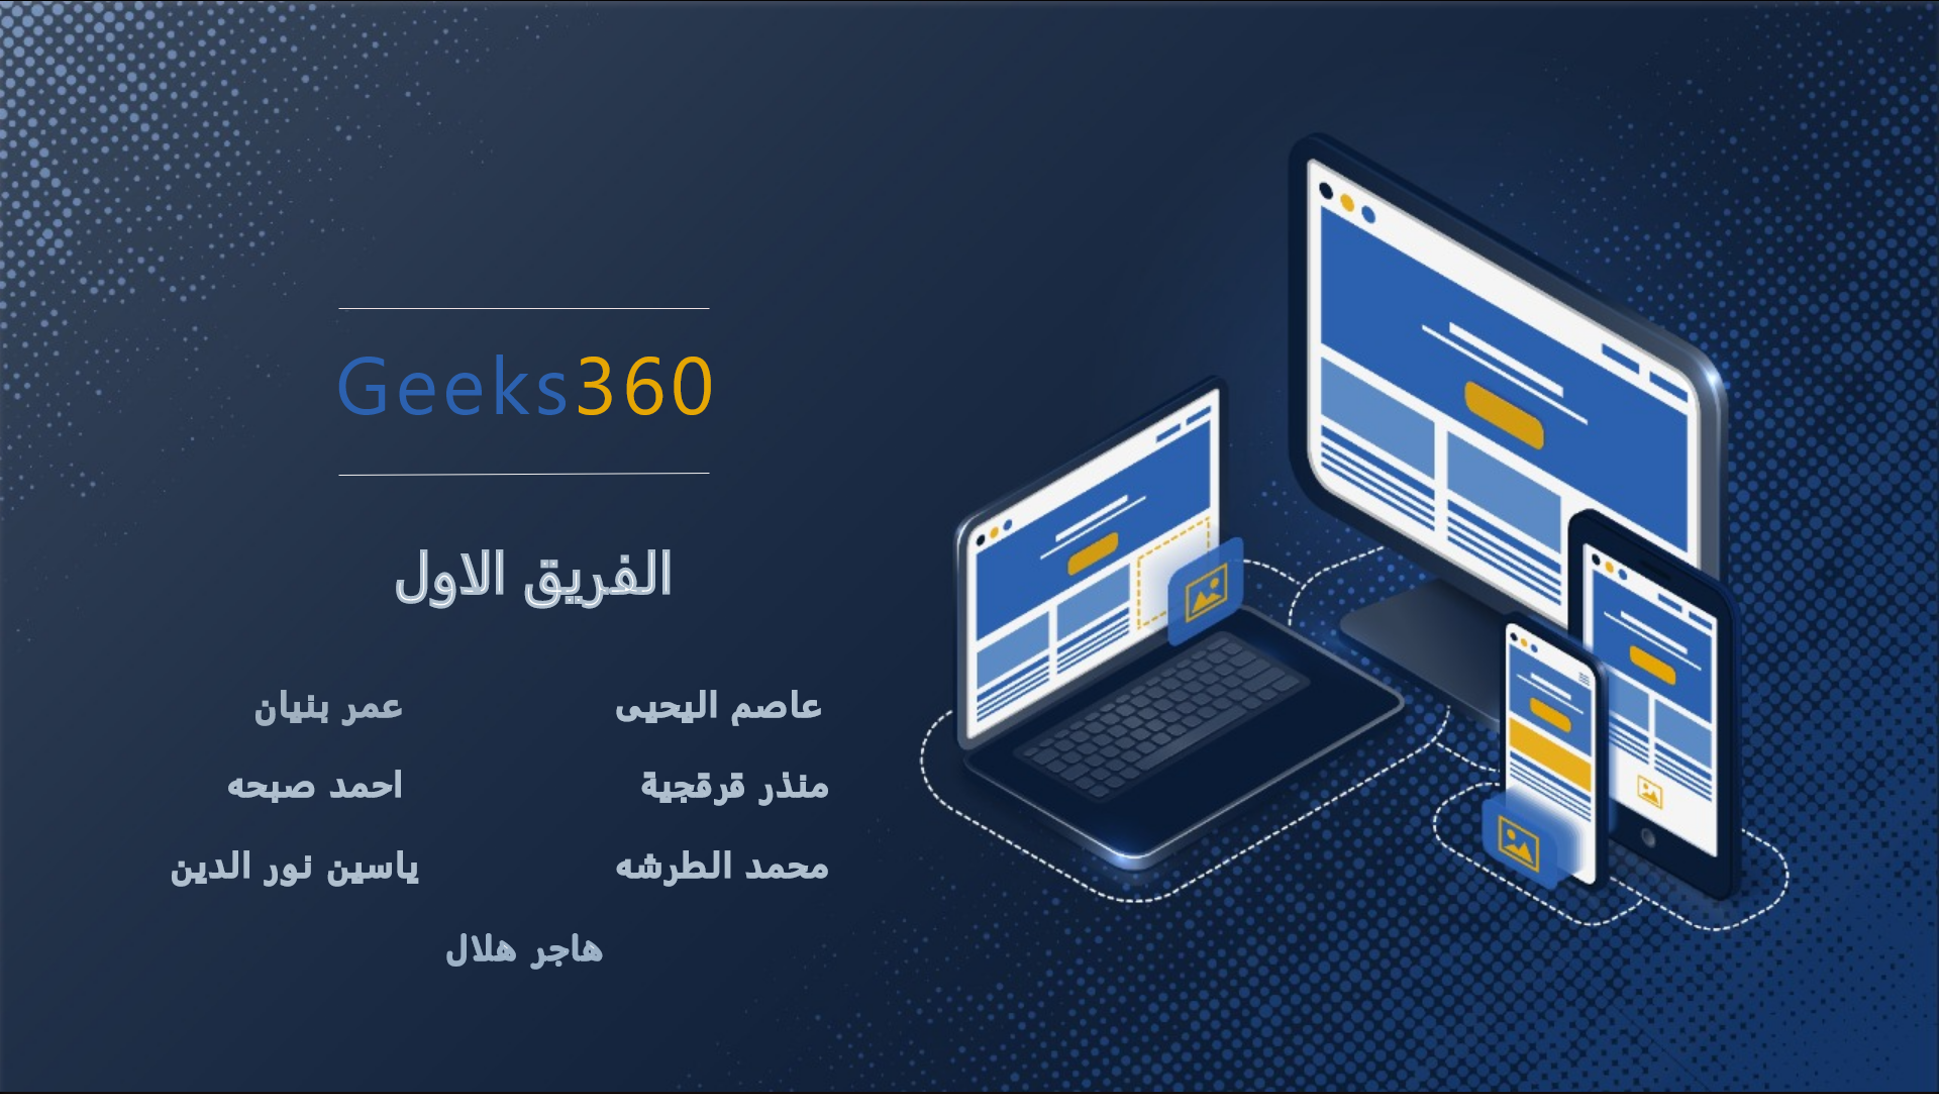 Geeks360
الفريق الاول
عاصم اليحيى
عمر بنيان
منذر قرقجية
احمد صبحه
محمد الطرشه
ياسين نور الدين
هاجر هلال